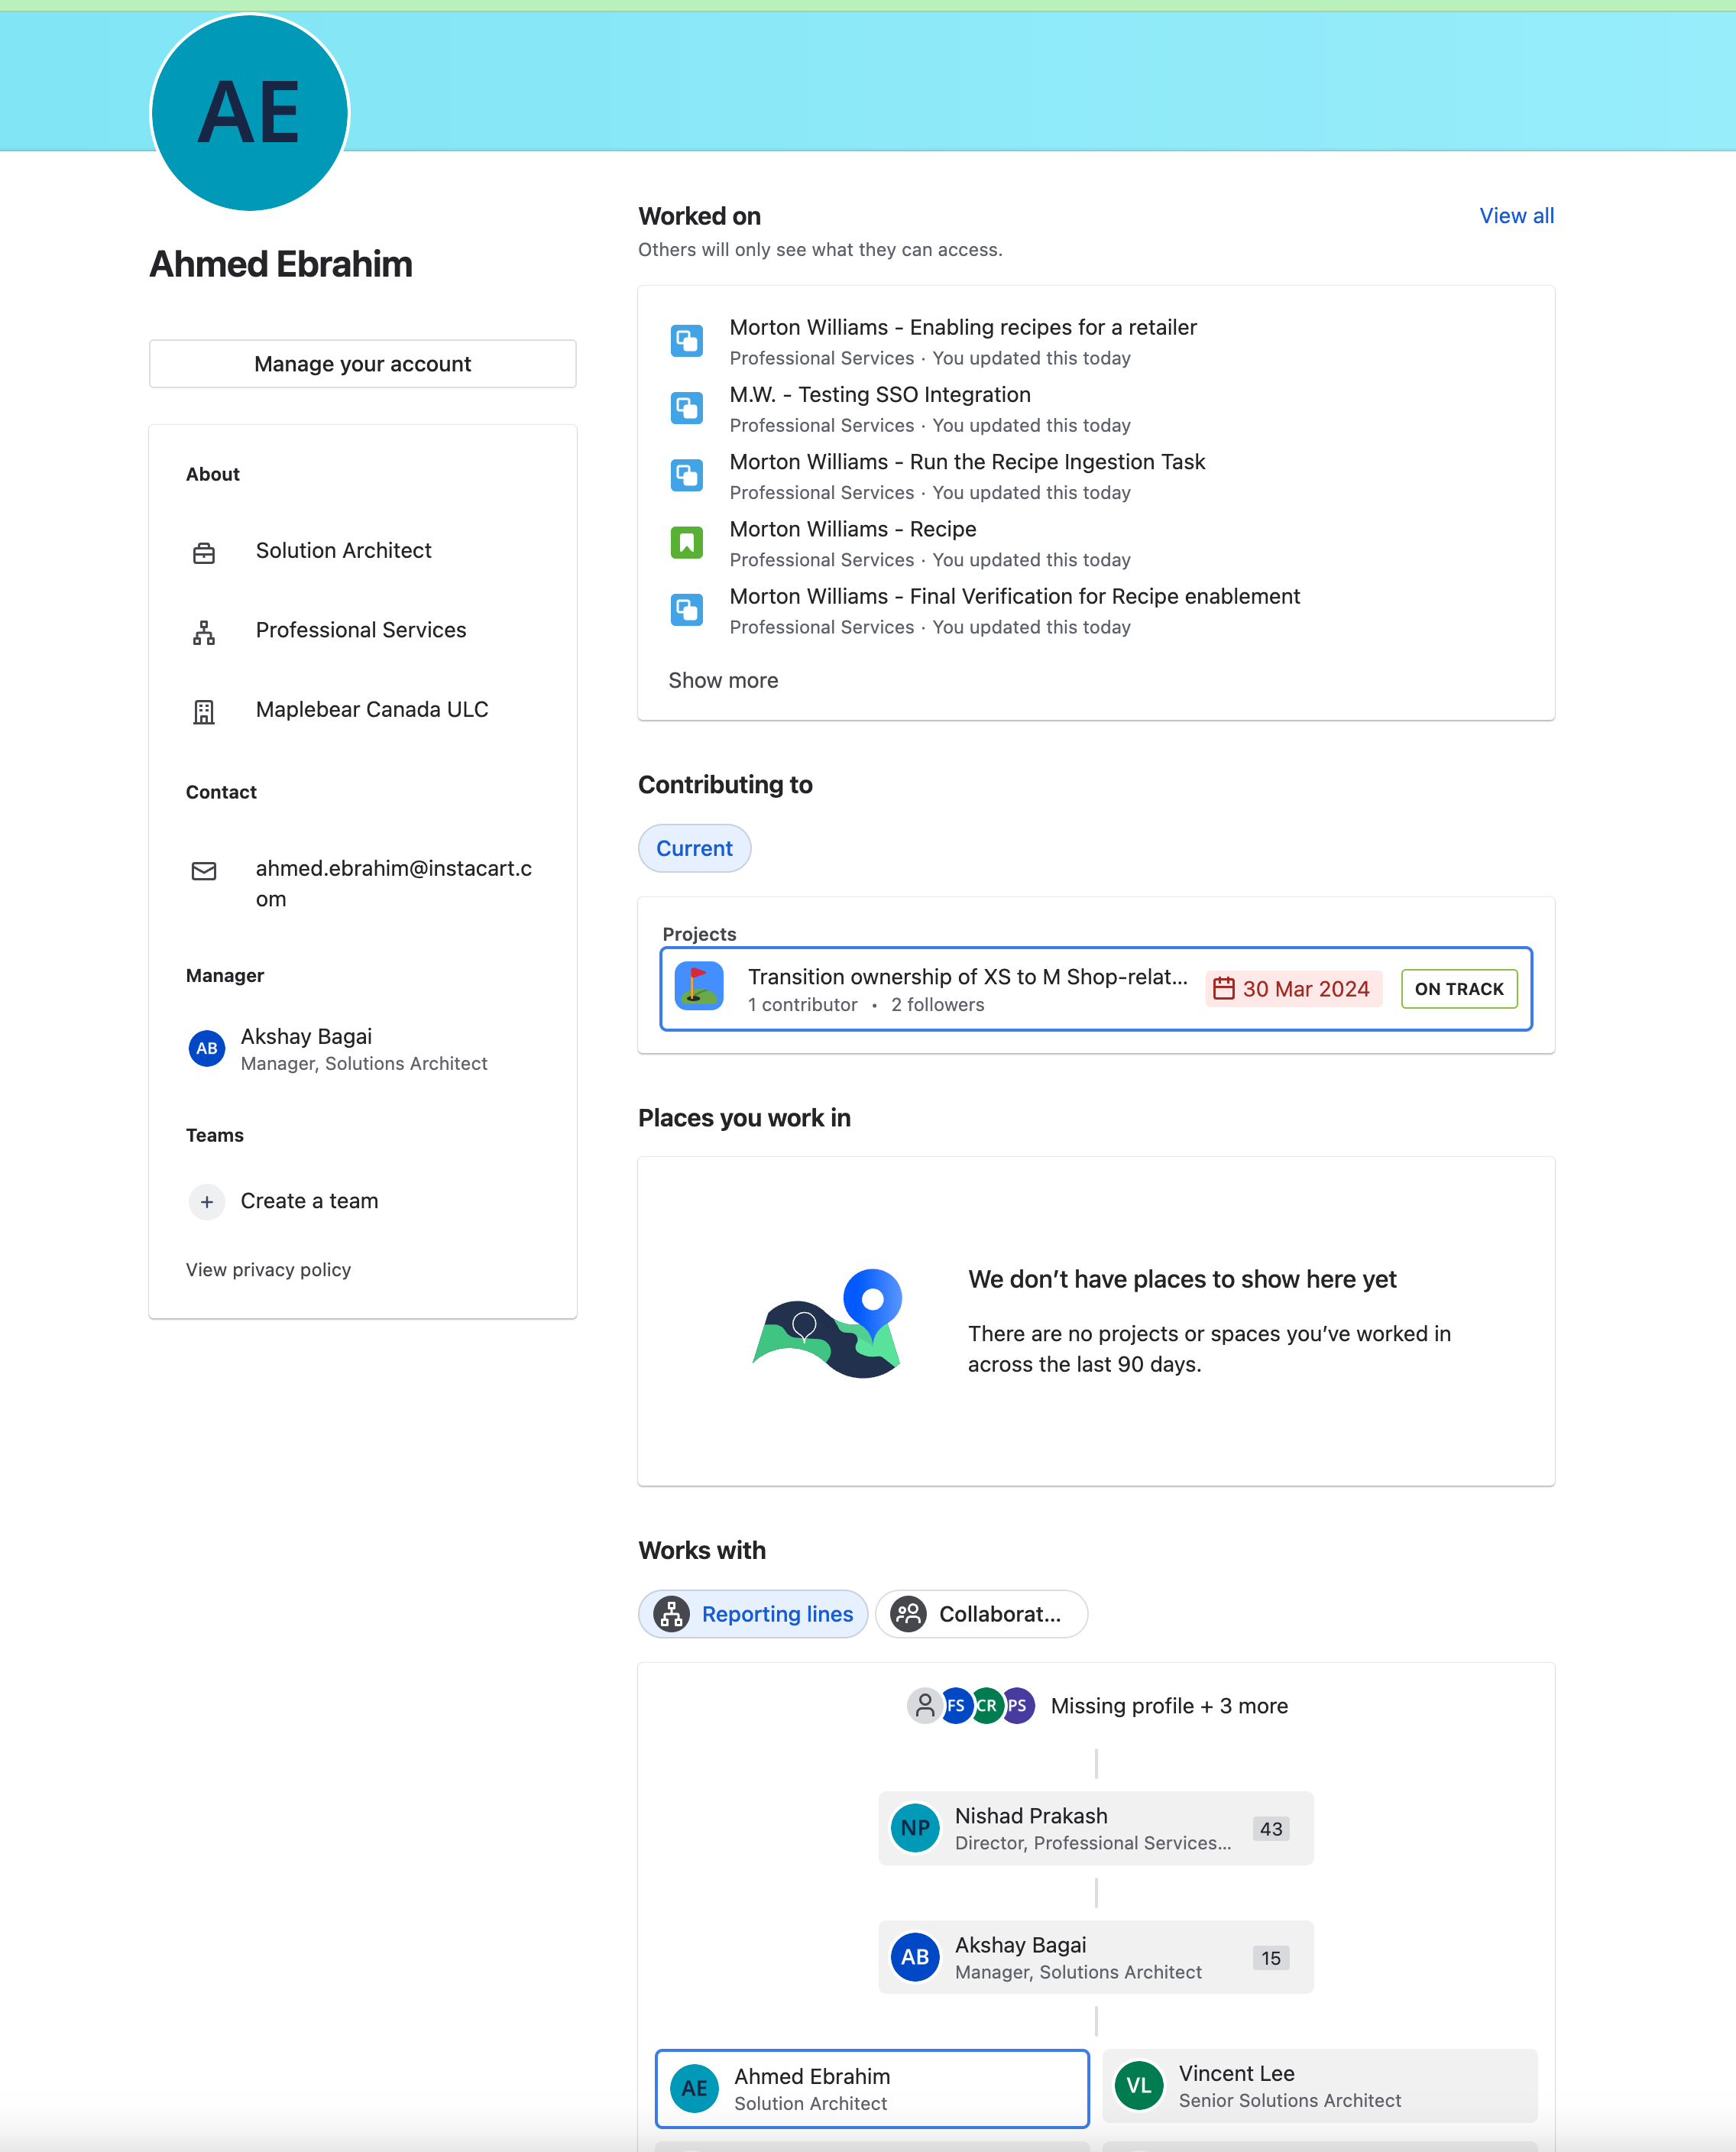 AE
Ahmed Ebrahim
Manage your account
About
Solution Architect
Professional Services
Maplebear Canada ULC
Contact
ahmed.ebrahim@instacart.c
om
Manager
AB
Akshay Bagai
Manager, Solutions Architect
Teams
+ Create a team
View privacy policy
Worked on
View all
Others will only see what they can access.
Morton Williams - Enabling recipes for a retailer
Professional Services · You updated this today
M.W. - Testing SSO Integration
Professional Services · You updated this today
Morton Williams - Run the Recipe Ingestion Task
Professional Services · You updated this today
Morton Williams - Recipe
Professional Services · You updated this today
Morton Williams - Final Verification for Recipe enablement
Professional Services · You updated this today
Show more
Contributing to
Current
Projects
Transition ownership of XS to M Shop-relat...
30 Mar 2024
ON TRACK
1 contributor • 2 followers
Places you work in
We don’t have places to show here yet
There are no projects or spaces you’ve worked in
across the last 90 days.
Works with
Reporting lines
Collaborat...
FS CR PS Missing profile + 3 more
NP
Nishad Prakash
Director, Professional Services...
43
AB
Akshay Bagai
Manager, Solutions Architect
15
AE
Ahmed Ebrahim
Solution Architect
VL
Vincent Lee
Senior Solutions Architect